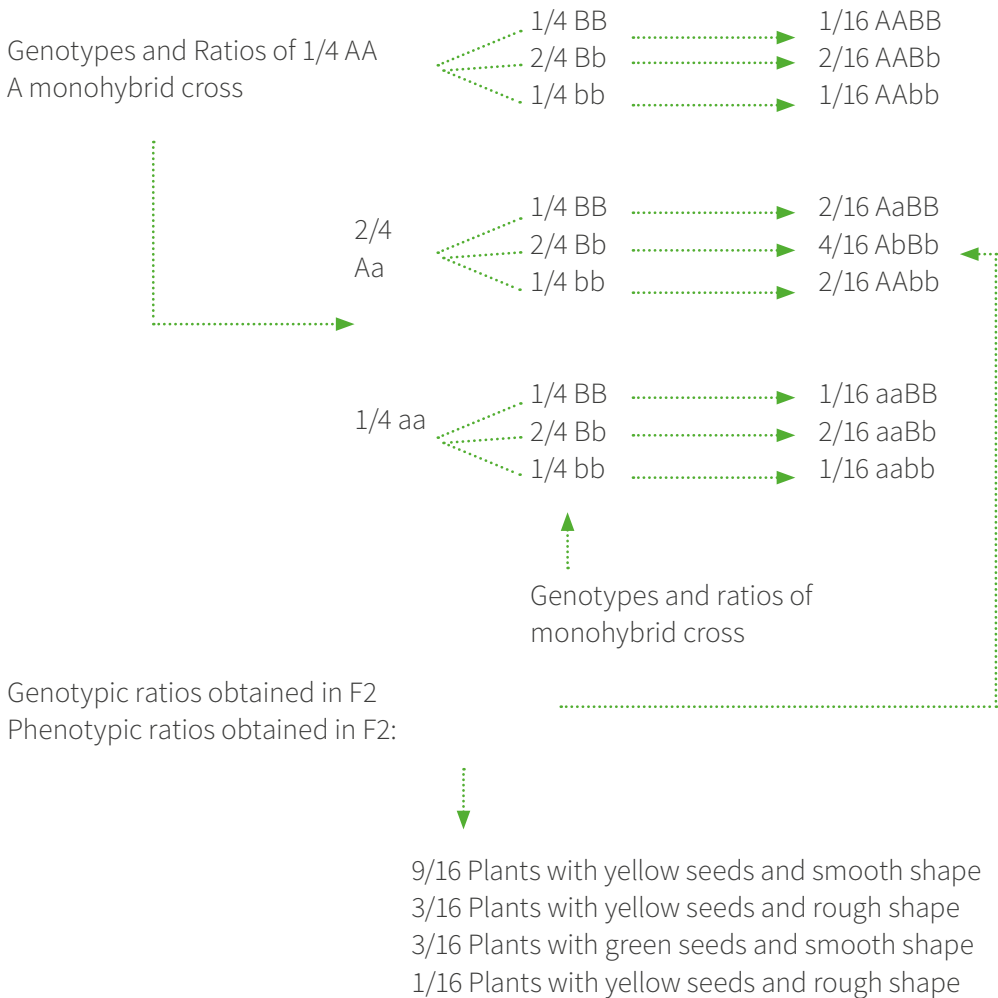 Genotypes and Ratios of 1/4 AA
A monohybrid cross
1/4 BB
2/4 Bb
1/4 bb
1/16 AABB
2/16 AABb
1/16 AAbb
2/4
Aa
1/4 BB
2/4 Bb
1/4 bb
2/16 AaBB
4/16 AbBb
2/16 AAbb
1/4 aa
1/4 BB
2/4 Bb
1/4 bb
1/16 aaBB
2/16 aaBb
1/16 aabb
Genotypes and ratios of
monohybrid cross
Genotypic ratios obtained in F2
Phenotypic ratios obtained in F2:
9/16 Plants with yellow seeds and smooth shape
3/16 Plants with yellow seeds and rough shape
3/16 Plants with green seeds and smooth shape
1/16 Plants with yellow seeds and rough shape